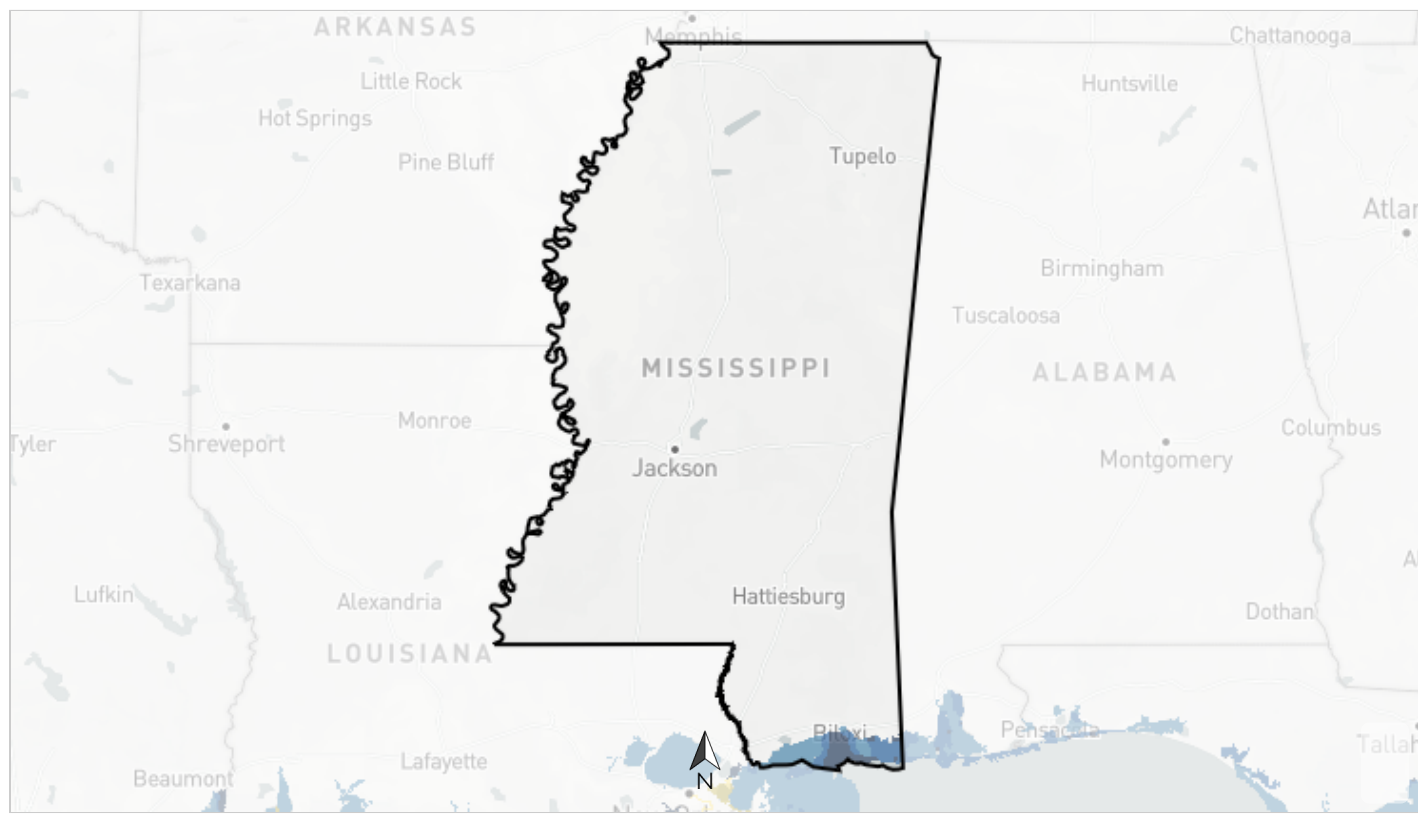 ARKANSAS
Memphis
Chattanooga
Little Rock
Huntsville
Hot Springs
Pine Bluff
Tupelo
Atlan
Birmingham
Texarkana
Tuscaloosa
MISSISSIPPI
ALABAMA
Monroe
Columbus
Tyler
Shreveport
Jackson
Montgomery
Lufkin
Alexandria
Hattiesburg
Dothan
LOUISIANA
Biloxi
Pensacola
Tallah
Lafayette
Beaumont
N